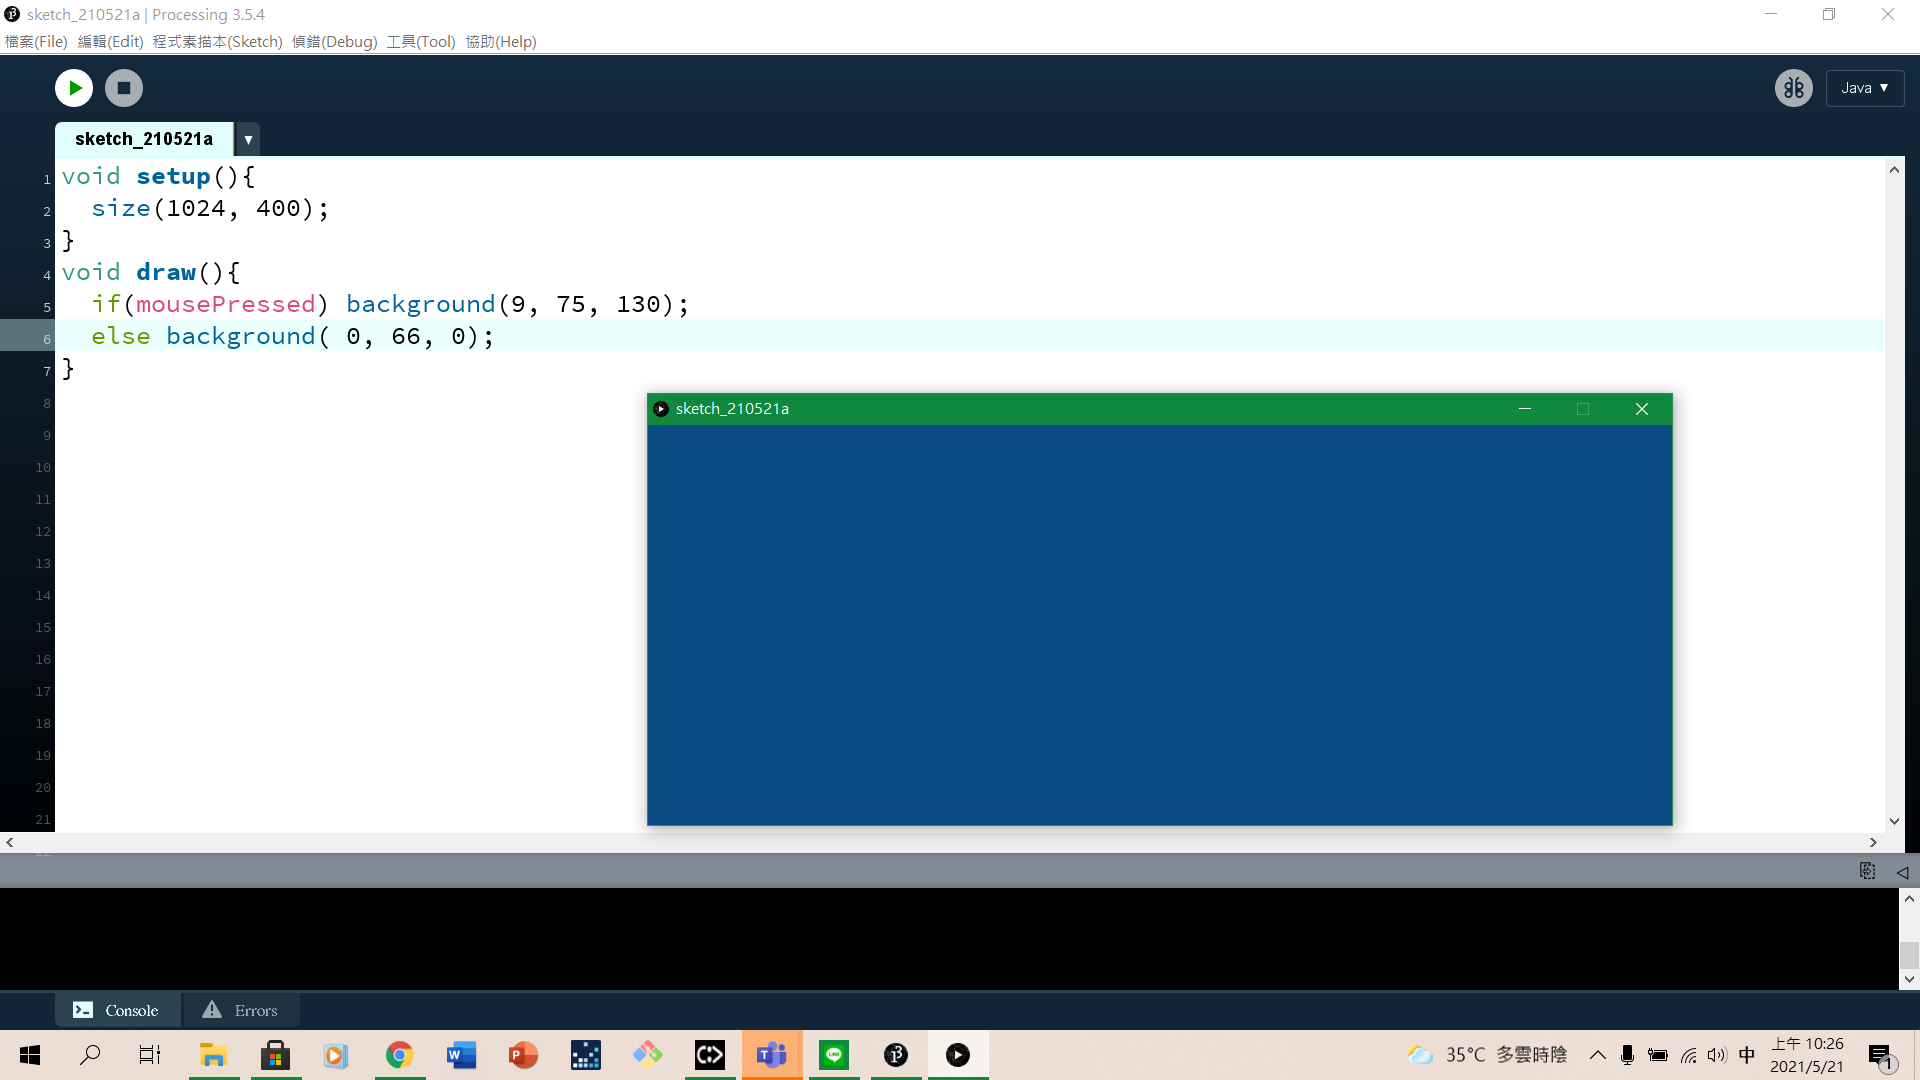 sketch_210521a | Processing 3.5.4
檔案(File) 編輯(Edit) 程式素描本(Sketch) 偵錯(Debug) 工具(Tool) 協助(Help)
Java ▼
sketch_210521a ▼
1 void setup(){
2 size(1024, 400);
3 }
4 void draw(){
5 if(mousePressed) background(9, 75, 130);
6 else background( 0, 66, 0);
7 }
8
sketch_210521a
9
10
11
12
13
14
15
16
17
18
19
20
21
22
Console Errors
35°C 多雲時陰 中 上午 10:26
2021/5/21
1